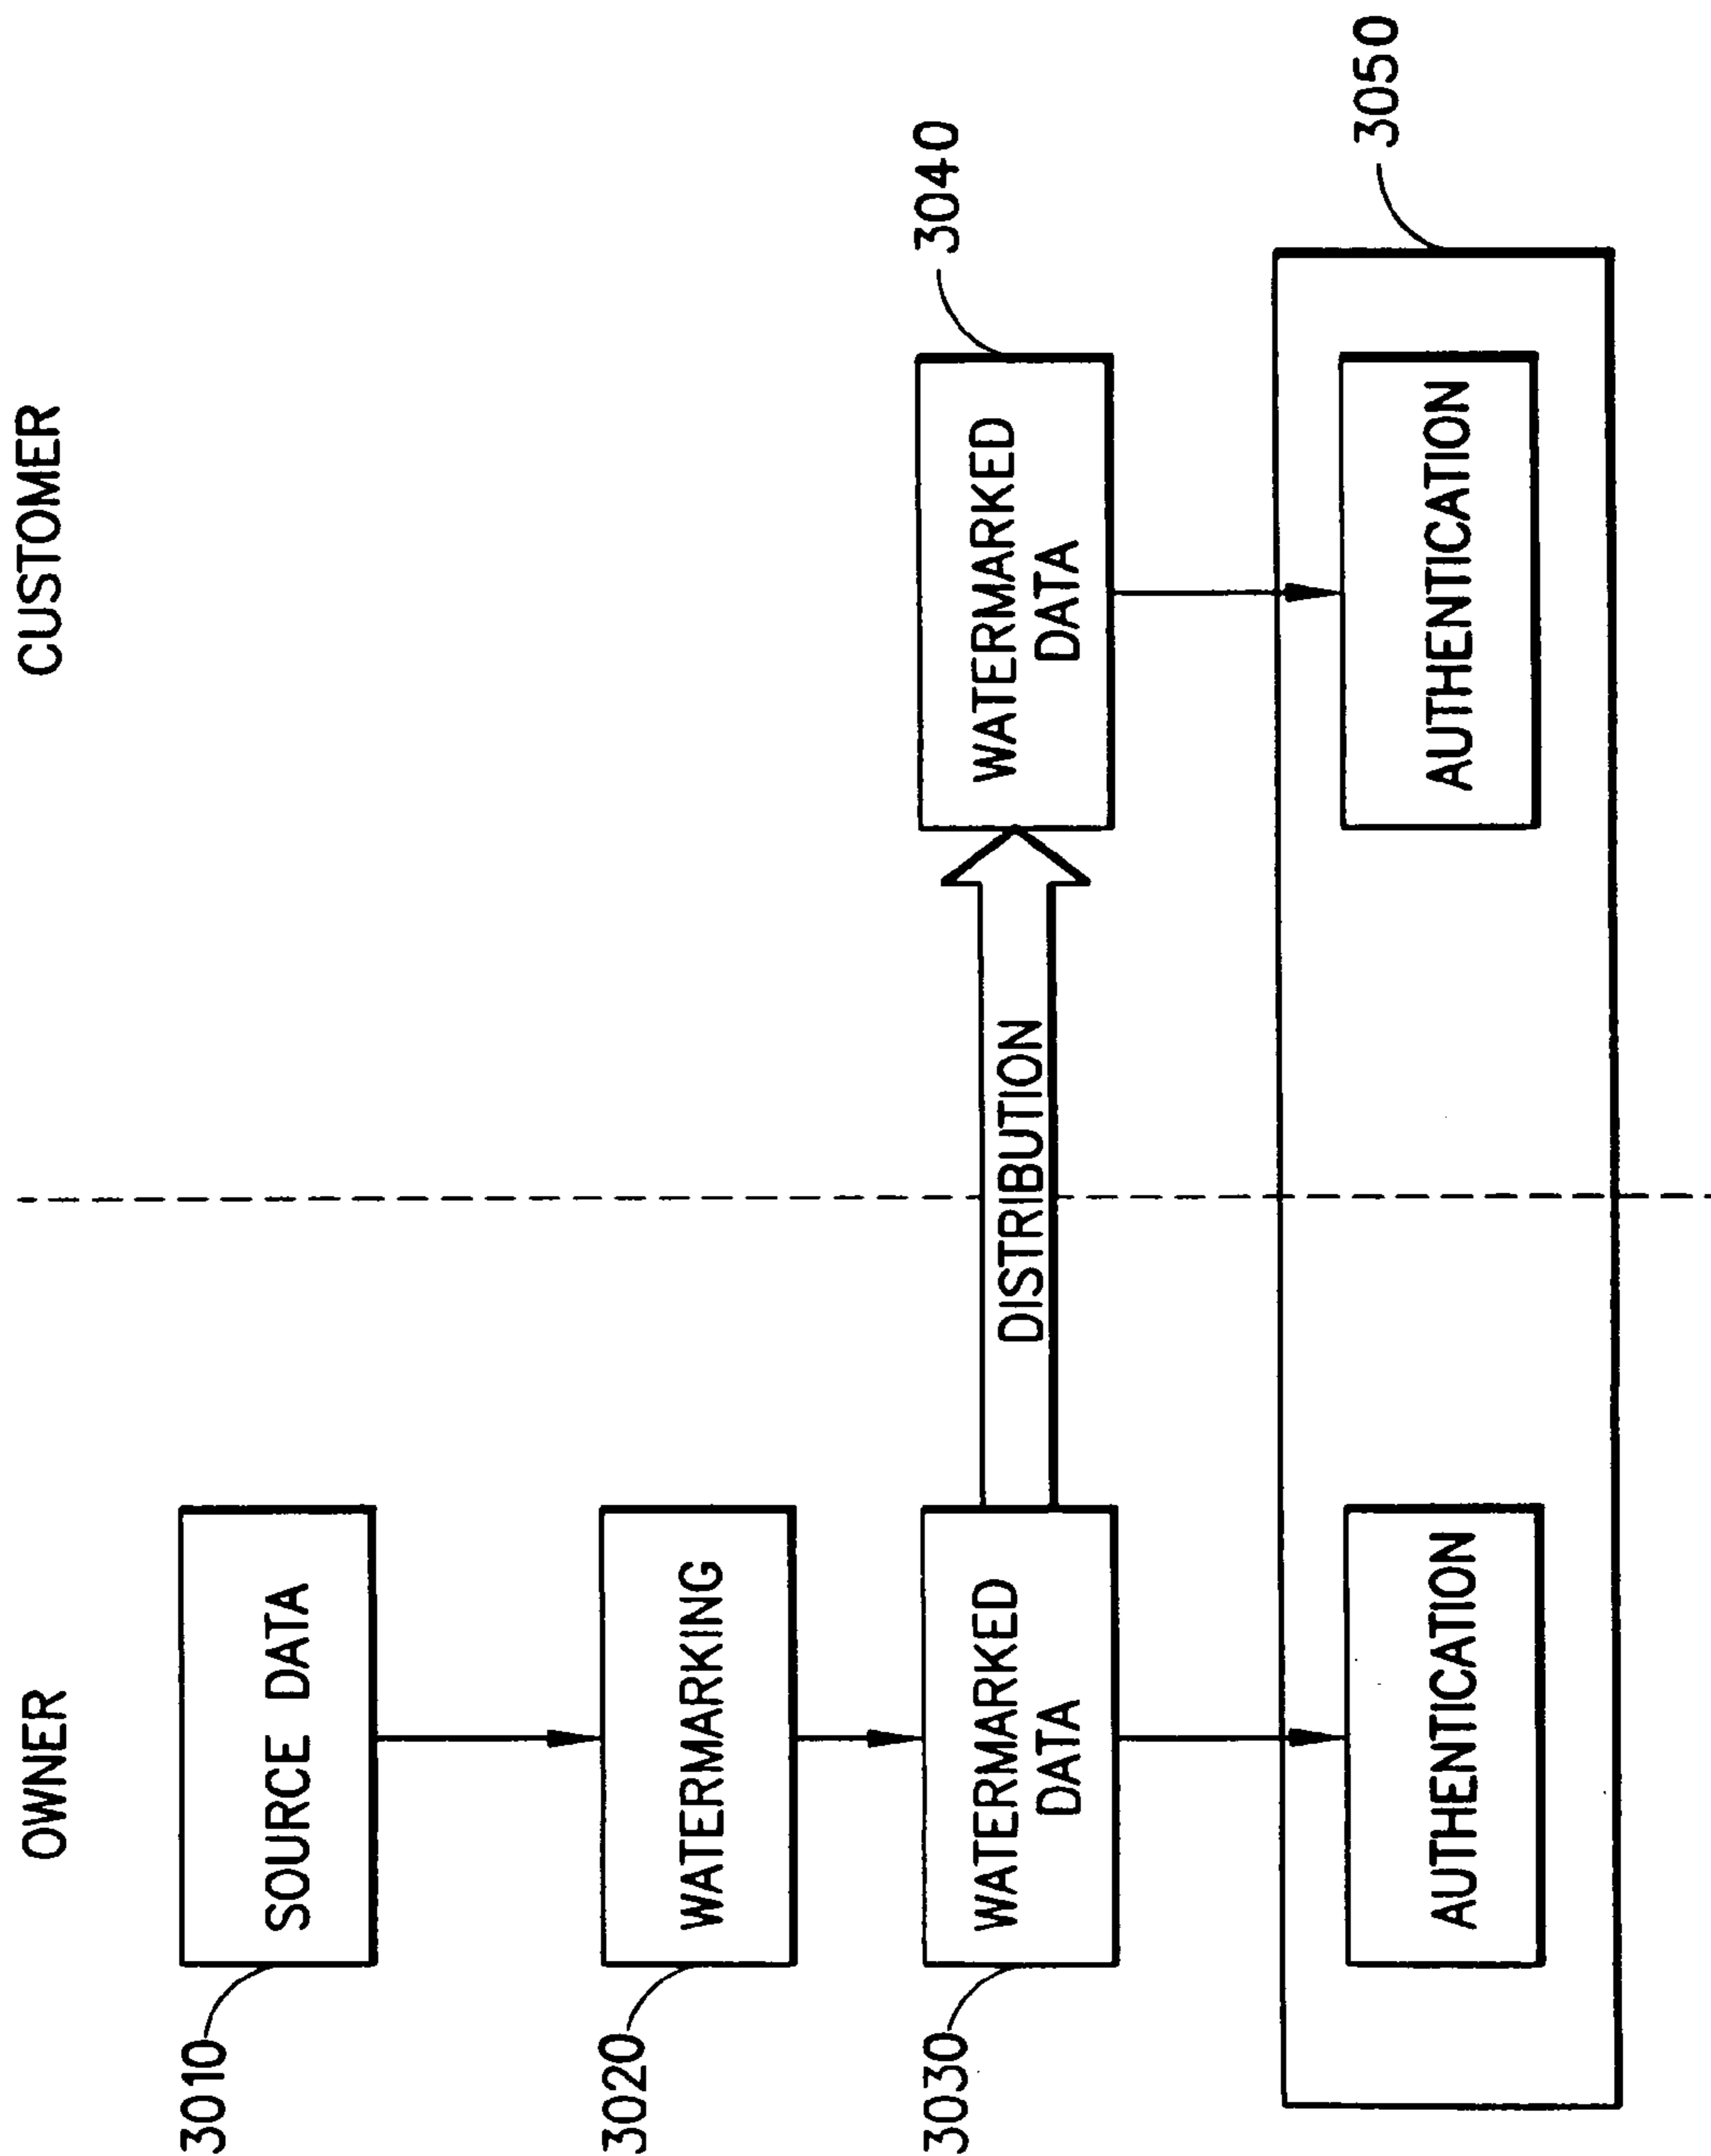 OWNER
CUSTOMER
3010
SOURCE DATA
3020
WATERMARKING
3030
WATERMARKED
DATA
DISTRIBUTION
WATERMARKED
DATA
3040
AUTHENTICATION
AUTHENTICATION
3050